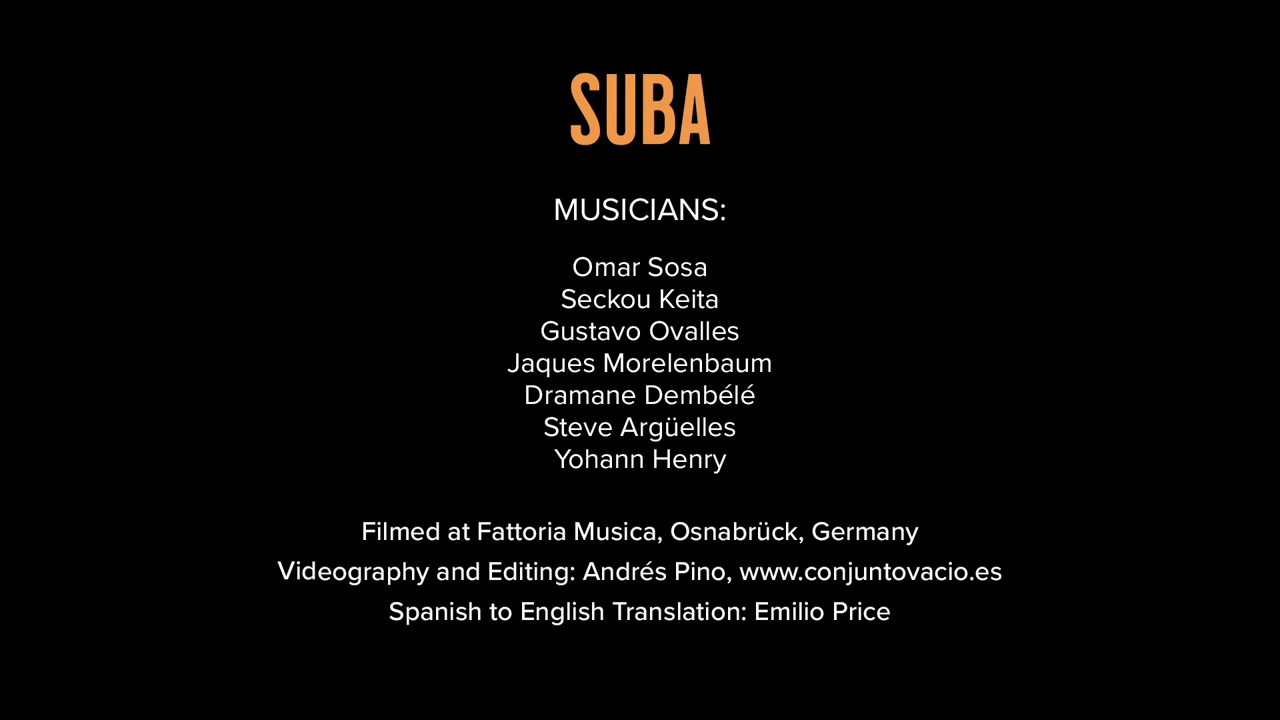 SUBA
MUSICIANS:
Omar Sosa
Seckou Keita
Gustavo Ovalles
Jaques Morelenbaum
Dramane Dembélé
Steve Argüelles
Yohann Henry
Filmed at Fattoria Musica, Osnabrück, Germany
Videography and Editing: Andrés Pino, www.conjuntovacio.es
Spanish to English Translation: Emilio Price